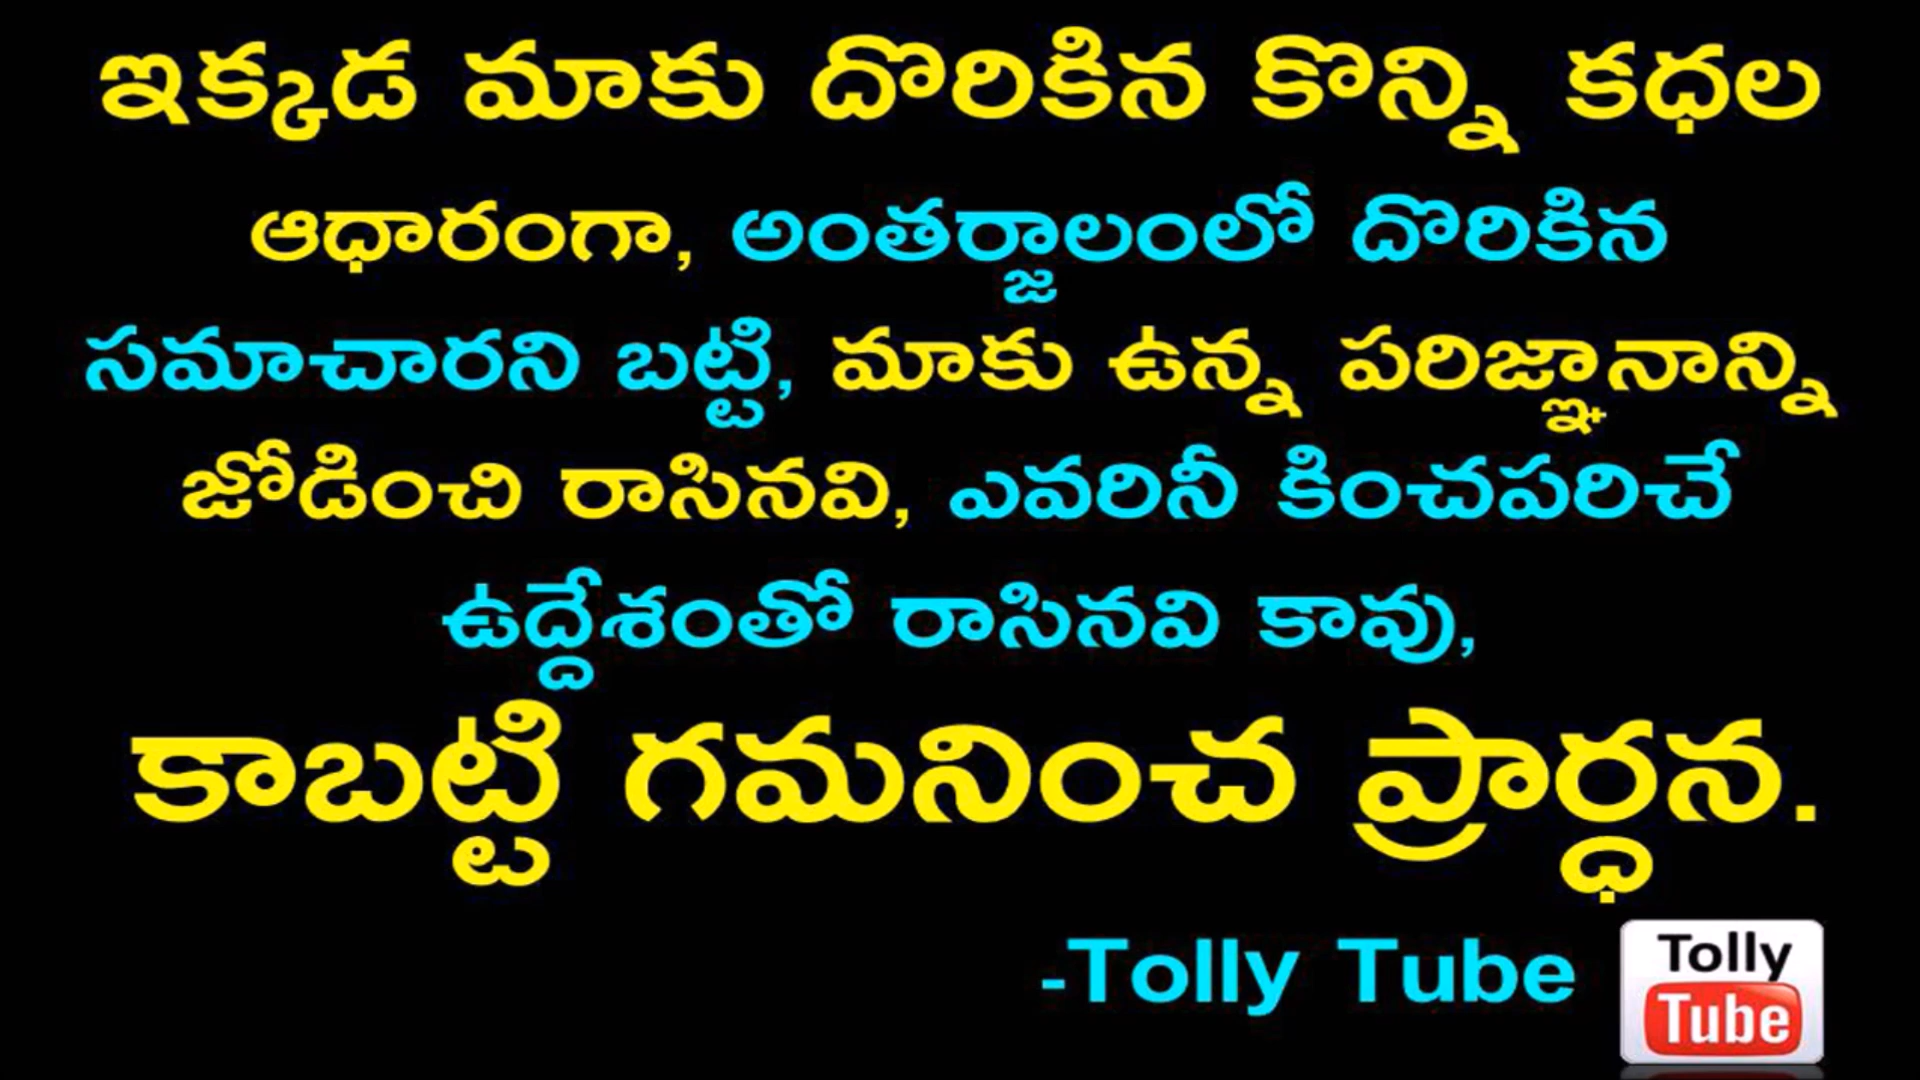 ఇక్కడ మాకు దొరికిన కొన్ని కధల
ఆధారంగా, అంతర్జాలంలో దొరికిన
సమాచారని బట్టి, మాకు ఉన్న పరిజ్ఞానాన్ని
జోడించి రాసినవి, ఎవరినీ కించపరిచే
ఉద్దేశంతో రాసినవి కావు,
కాబట్టి గమనించ ప్రార్ధన.
-Tolly Tube
Tolly
Tube